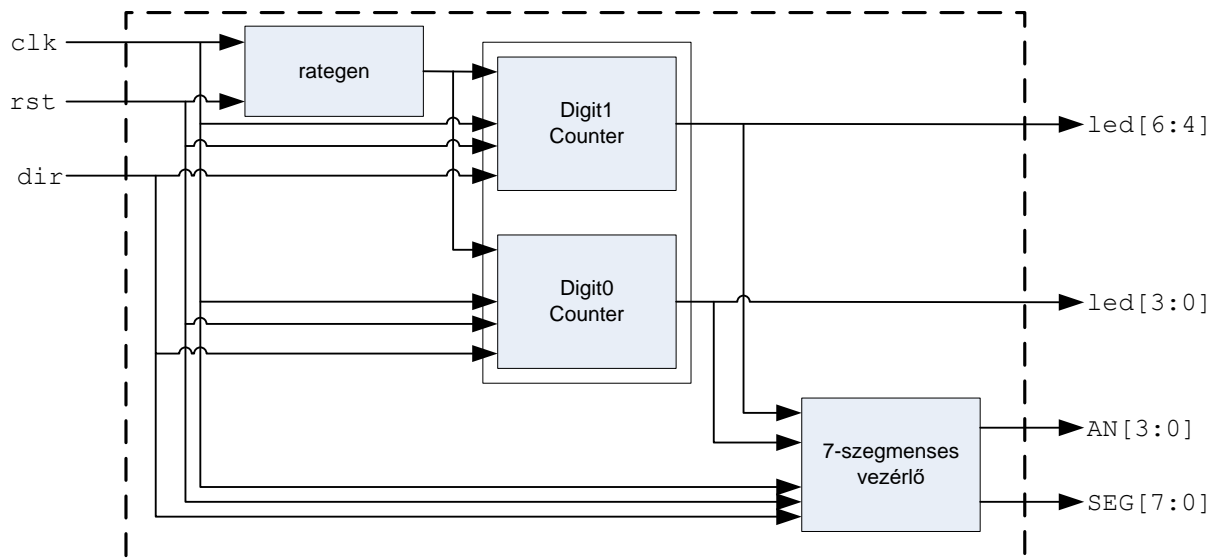 clk
rst
dir
rategen
Digit1
Counter
Digit0
Counter
7-szegmenses
vezérlő
led[6:4]
led[3:0]
AN[3:0]
SEG[7:0]